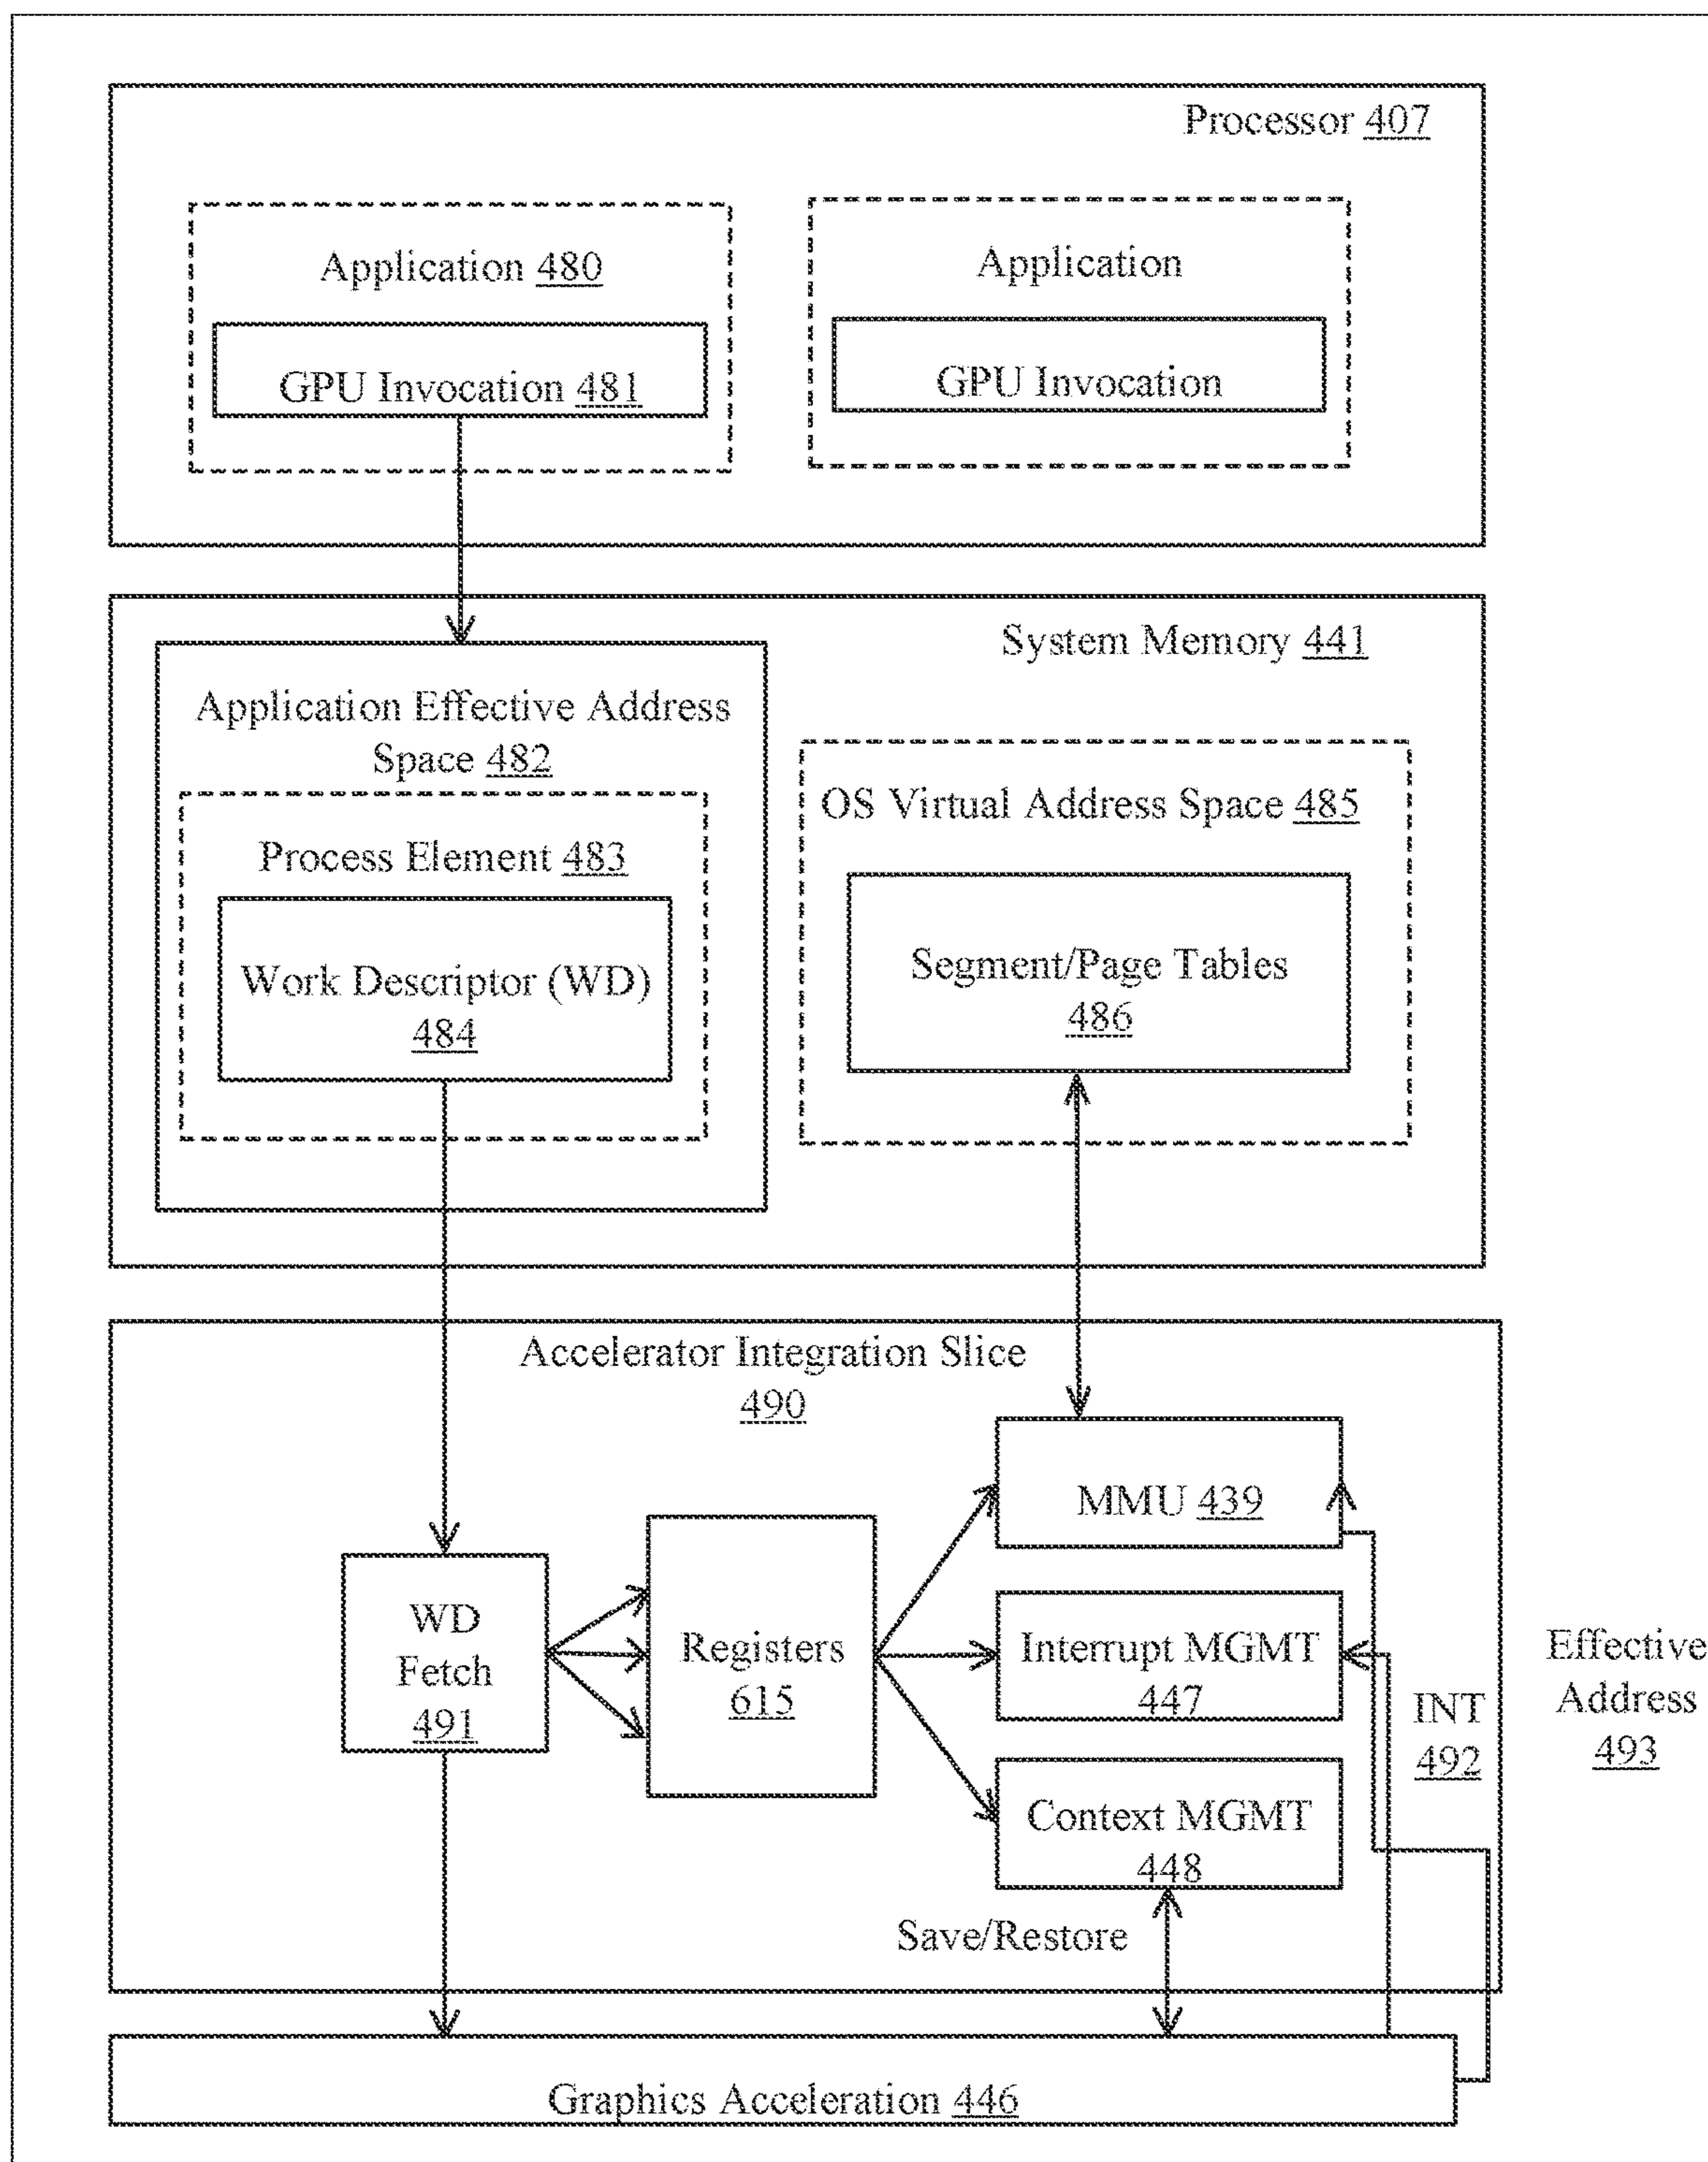 Processor 407
Application 480
Application
GPU Invocation 481
GPU Invocation
System Memory 441
Application Effective Address
Space 482
OS Virtual Address Space 485
Process Element 483
Segment/Page Tables
486
Work Descriptor (WD)
484
Accelerator Integration Slice
490
MMU 439
WD
Fetch
491
Registers
615
Interrupt MGMT
447
INT
492
Effective
Address
493
Context MGMT
448
Save/Restore
Graphics Acceleration 446